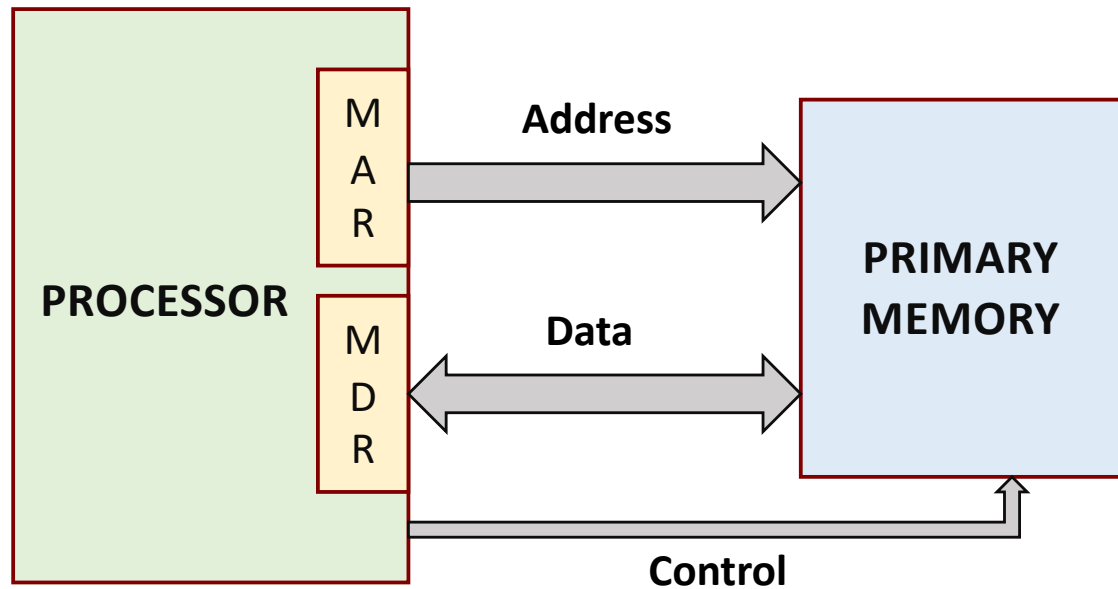 PROCESSOR
M
A
R
M
D
R
Address
Data
Control
PRIMARY
MEMORY